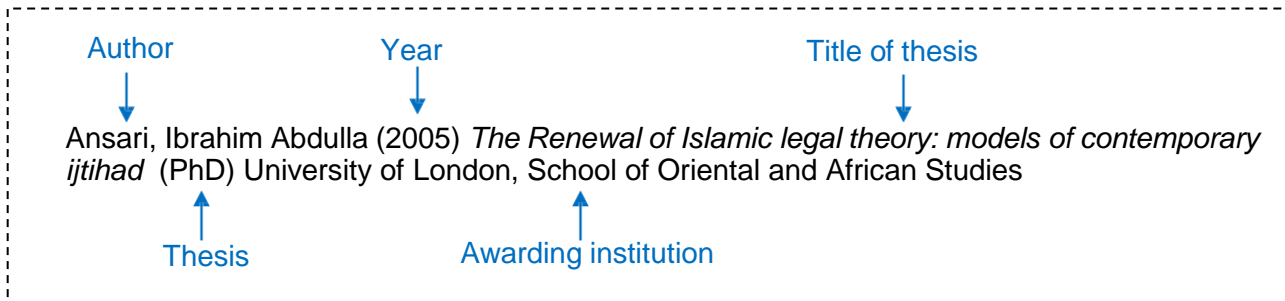 Author Year Title of thesis
Ansari, Ibrahim Abdulla (2005) The Renewal of Islamic legal theory: models of contemporary
ijtihad (PhD) University of London, School of Oriental and African Studies
Thesis Awarding institution